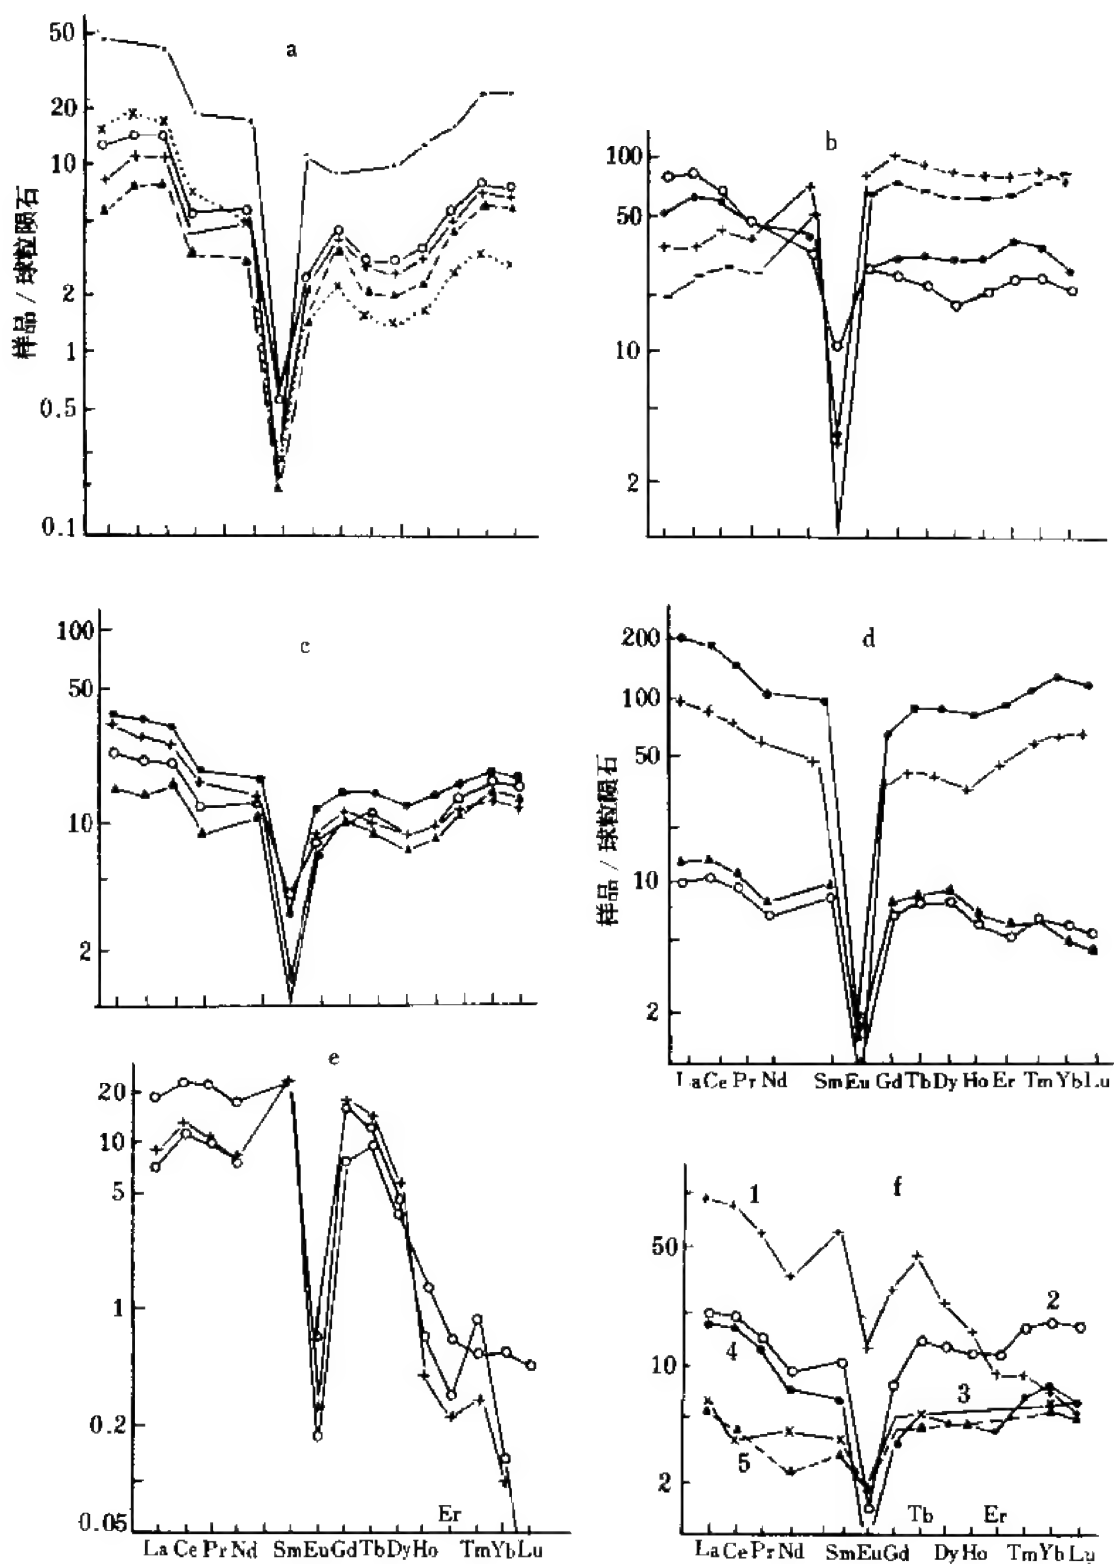 a
50
20
10
2
1
0.5
0.1
样品 / 球粒陨石
b
100
50
10
2
c
100
50
10
2
d
200
100
50
10
2
样品 / 球粒陨石
La Ce Pr Nd Sm Eu Gd Tb Dy Ho Er Tm Yb Lu
e
20
10
5
1
0.2
0.05
Er
La Ce Pr Nd Sm Eu Gd Tb Dy Ho Tm Yb Lu
f
1
50
2
10
4
3
5
2
Tb Er
La Ce Pr Nd Sm Eu Gd Dy Ho Tm Yb Lu